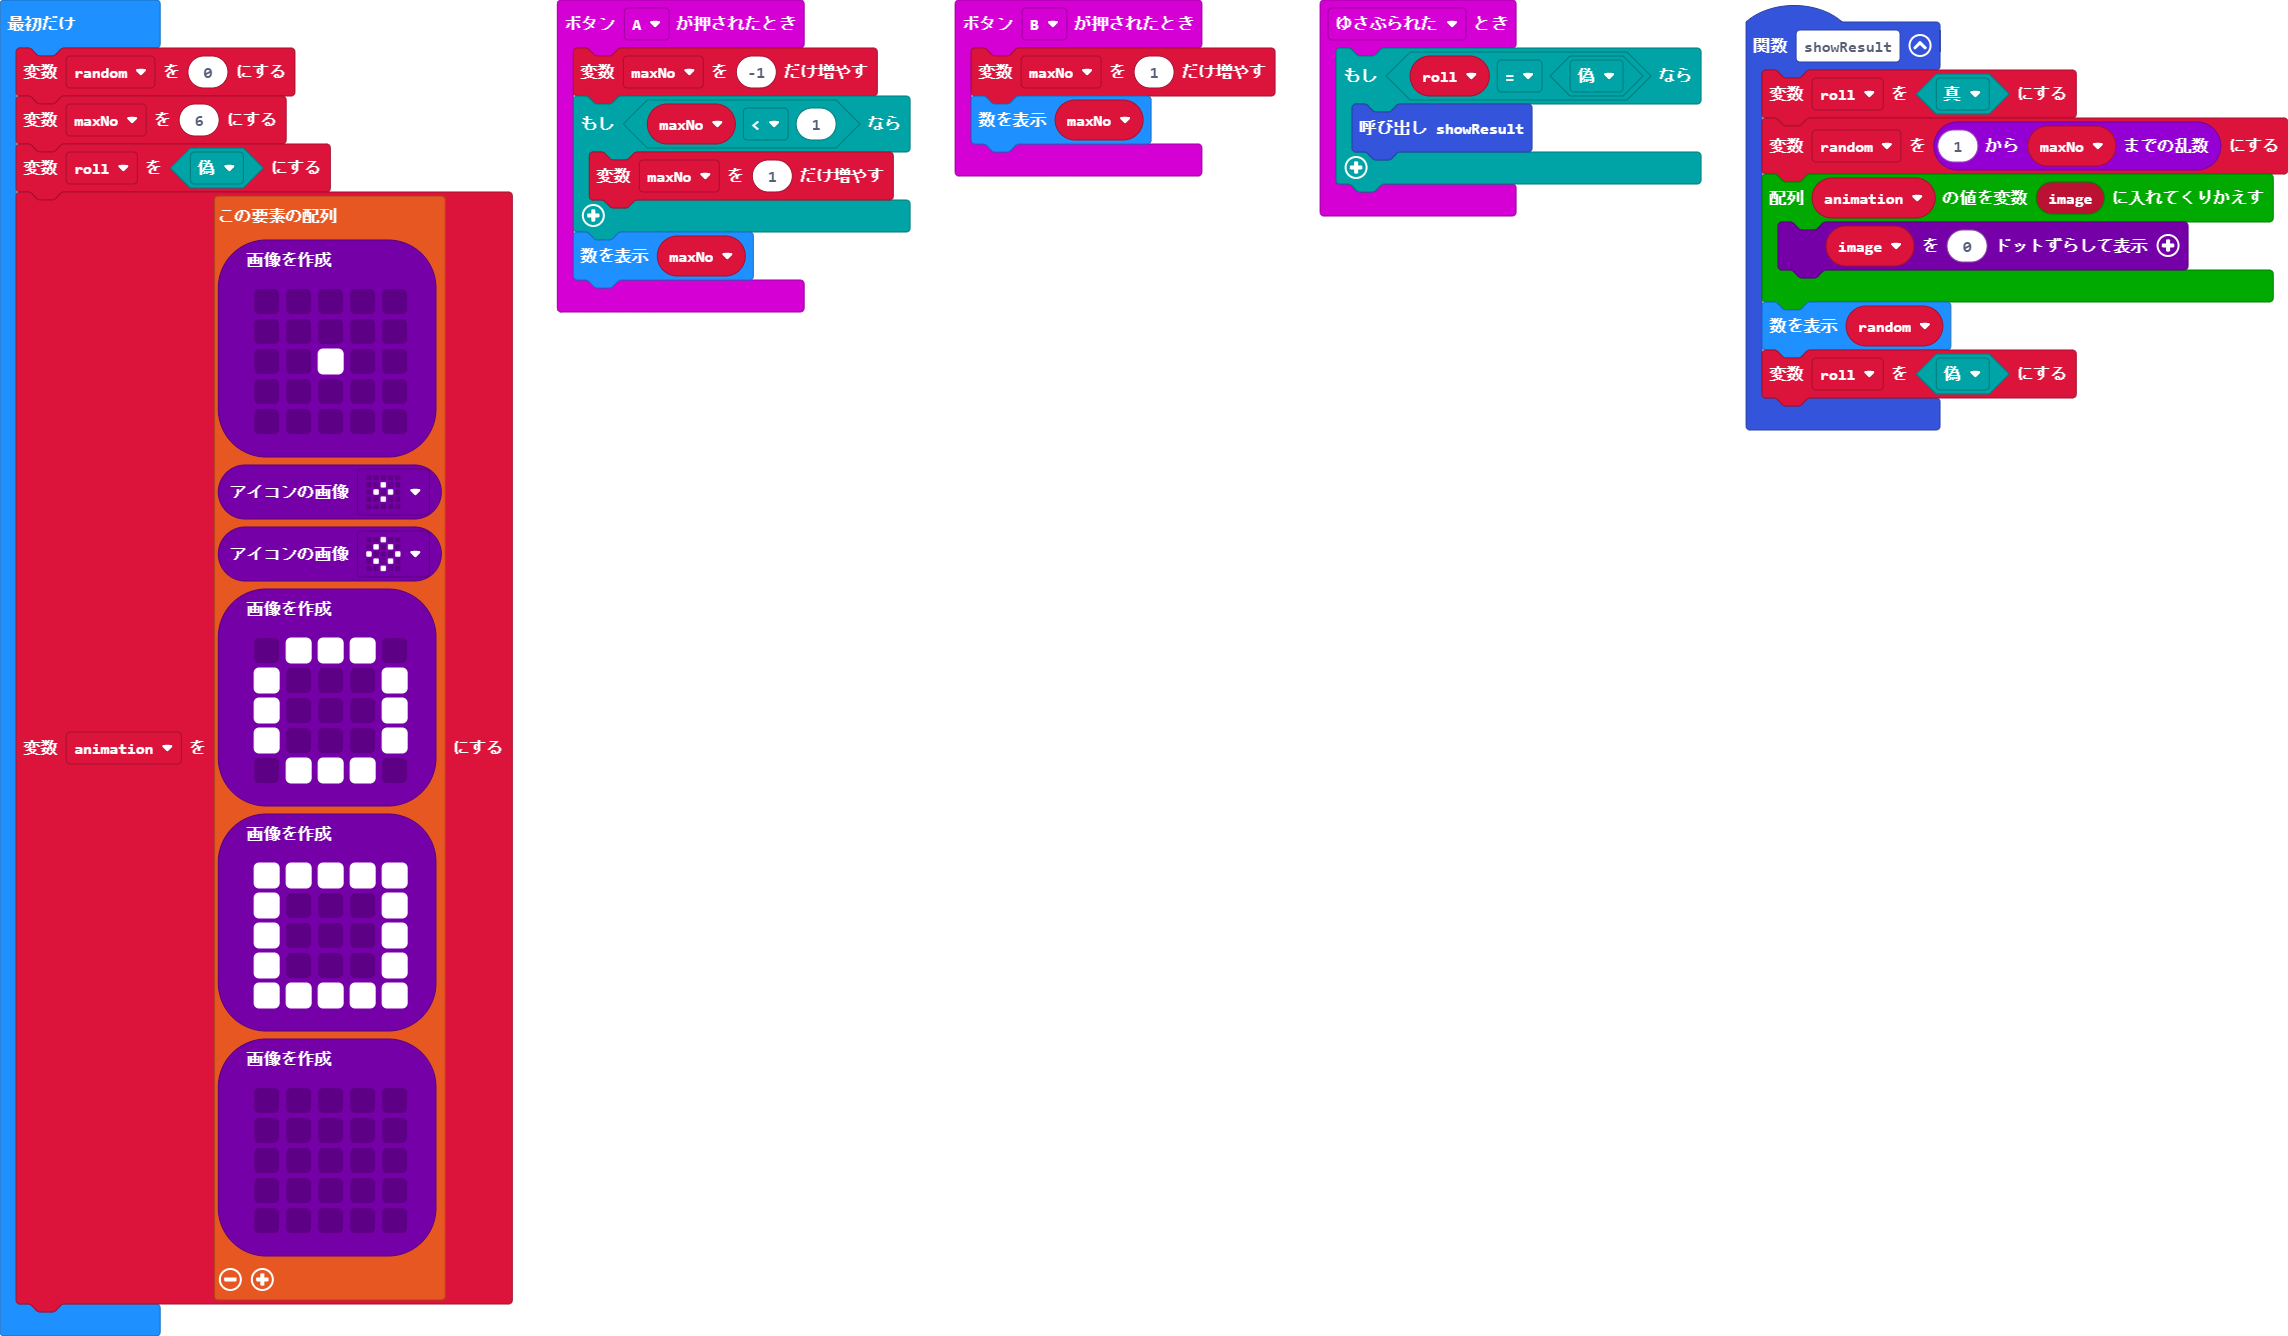 最初だけ
変数 random を 0 にする
変数 maxNo を 6 にする
変数 roll を 偽 にする
変数 animation を にする
この要素の配列
画像を作成
アイコンの画像
アイコンの画像
画像を作成
画像を作成
画像を作成
ボタン A が押されたとき
変数 maxNo を -1 だけ増やす
もし maxNo < 1 なら
変数 maxNo を 1 だけ増やす
数を表示 maxNo
ボタン B が押されたとき
変数 maxNo を 1 だけ増やす
数を表示 maxNo
ゆさぶられた とき
もし roll = 偽 なら
呼び出し showResult
関数 showResult
変数 roll を 真 にする
変数 random を 1 から maxNo までの乱数 にする
配列 animation の値を変数 image に入れてくりかえす
image を 0 ドットずらして表示
数を表示 random
変数 roll を 偽 にする